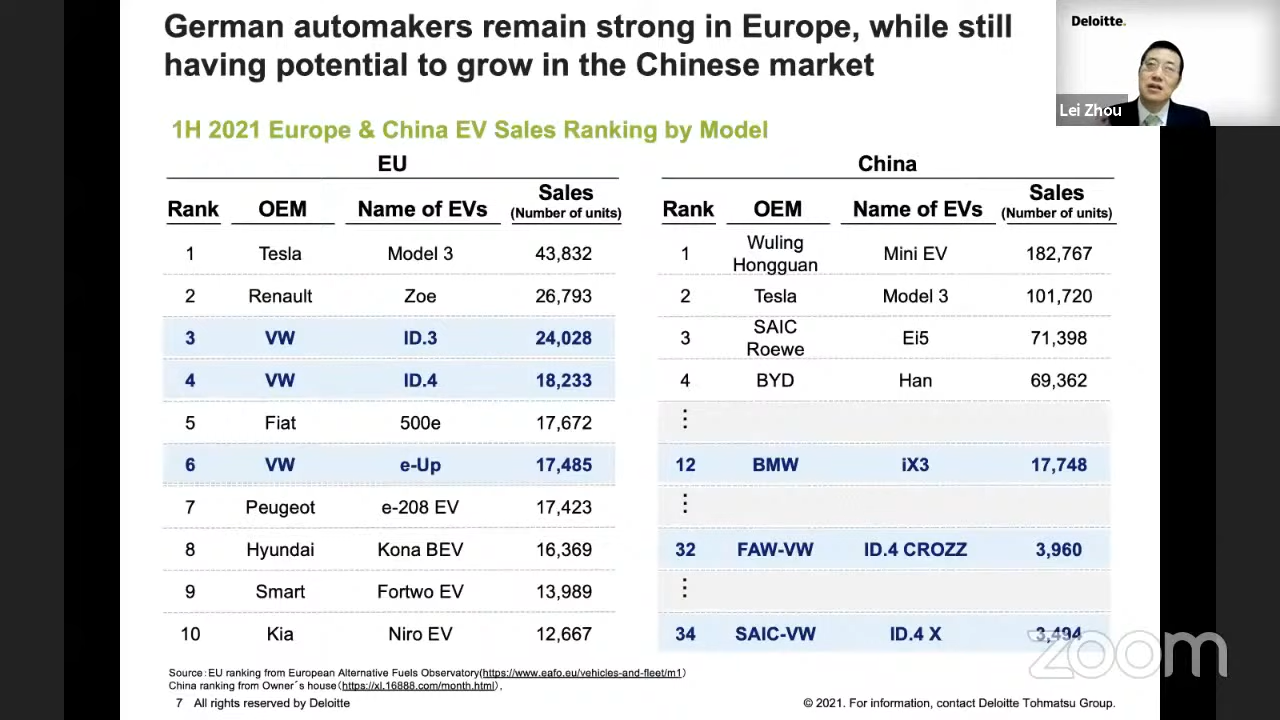 German automakers remain strong in Europe, while still
having potential to grow in the Chinese market
Deloitte.
Lei Zhou
1H 2021 Europe & China EV Sales Ranking by Model
EU
Rank OEM Name of EVs Sales (Number of units)
1 Tesla Model 3 43,832
2 Renault Zoe 26,793
3 VW ID.3 24,028
4 VW ID.4 18,233
5 Fiat 500e 17,672
6 VW e-Up 17,485
7 Peugeot e-208 EV 17,423
8 Hyundai Kona BEV 16,369
9 Smart Fortwo EV 13,989
10 Kia Niro EV 12,667
China
Rank OEM Name of EVs Sales (Number of units)
1 Wuling Hongguan Mini EV 182,767
2 Tesla Model 3 101,720
3 SAIC Roewe Ei5 71,398
4 BYD Han 69,362
⋮
12 BMW iX3 17,748
⋮
32 FAW-VW ID.4 CROZZ 3,960
⋮
34 SAIC-VW ID.4 X 3,494
zoom
Source：EU ranking from European Alternative Fuels Observatory(https://www.eafo.eu/vehicles-and-fleet/m1)
China ranking from Owner´s house(https://xl.16888.com/month.html),
7 All rights reserved by Deloitte
© 2021. For information, contact Deloitte Tohmatsu Group.